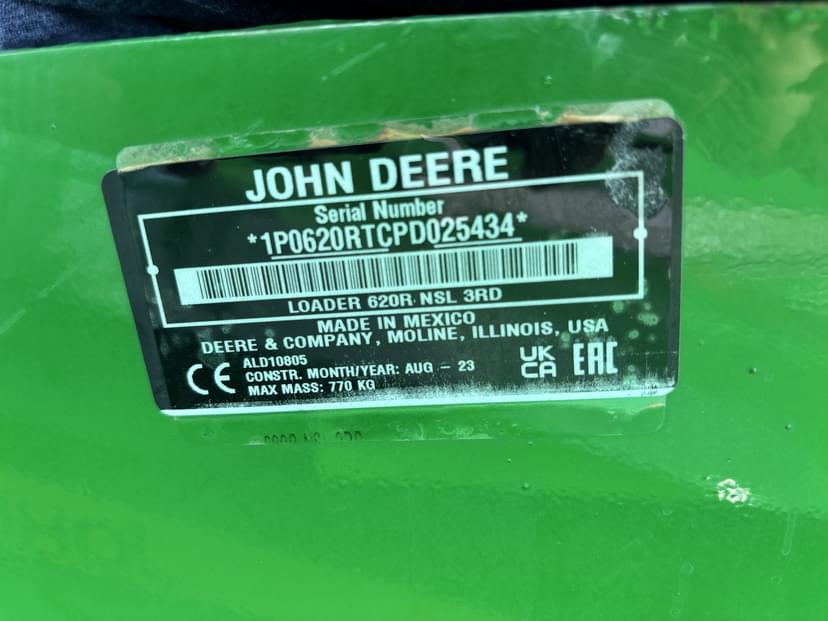 JOHN DEERE
Serial Number
*1P0620RTCPD025434*
LOADER 620R NSL 3RD
MADE IN MEXICO
DEERE & COMPANY, MOLINE, ILLINOIS, USA
ALD10805
CE CONSTR. MONTH/YEAR: AUG - 23
MAX MASS: 770 KG
UK
CA EAC